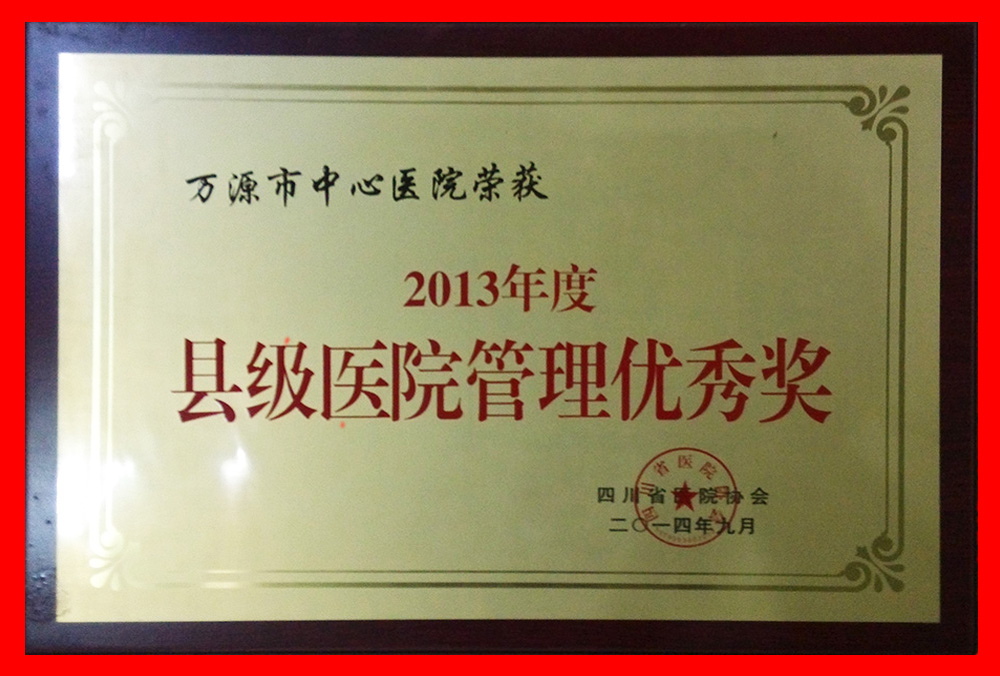 万源市中心医院荣获
2013年度
县级医院管理优秀奖
四川省医院协会
二〇一四年九月